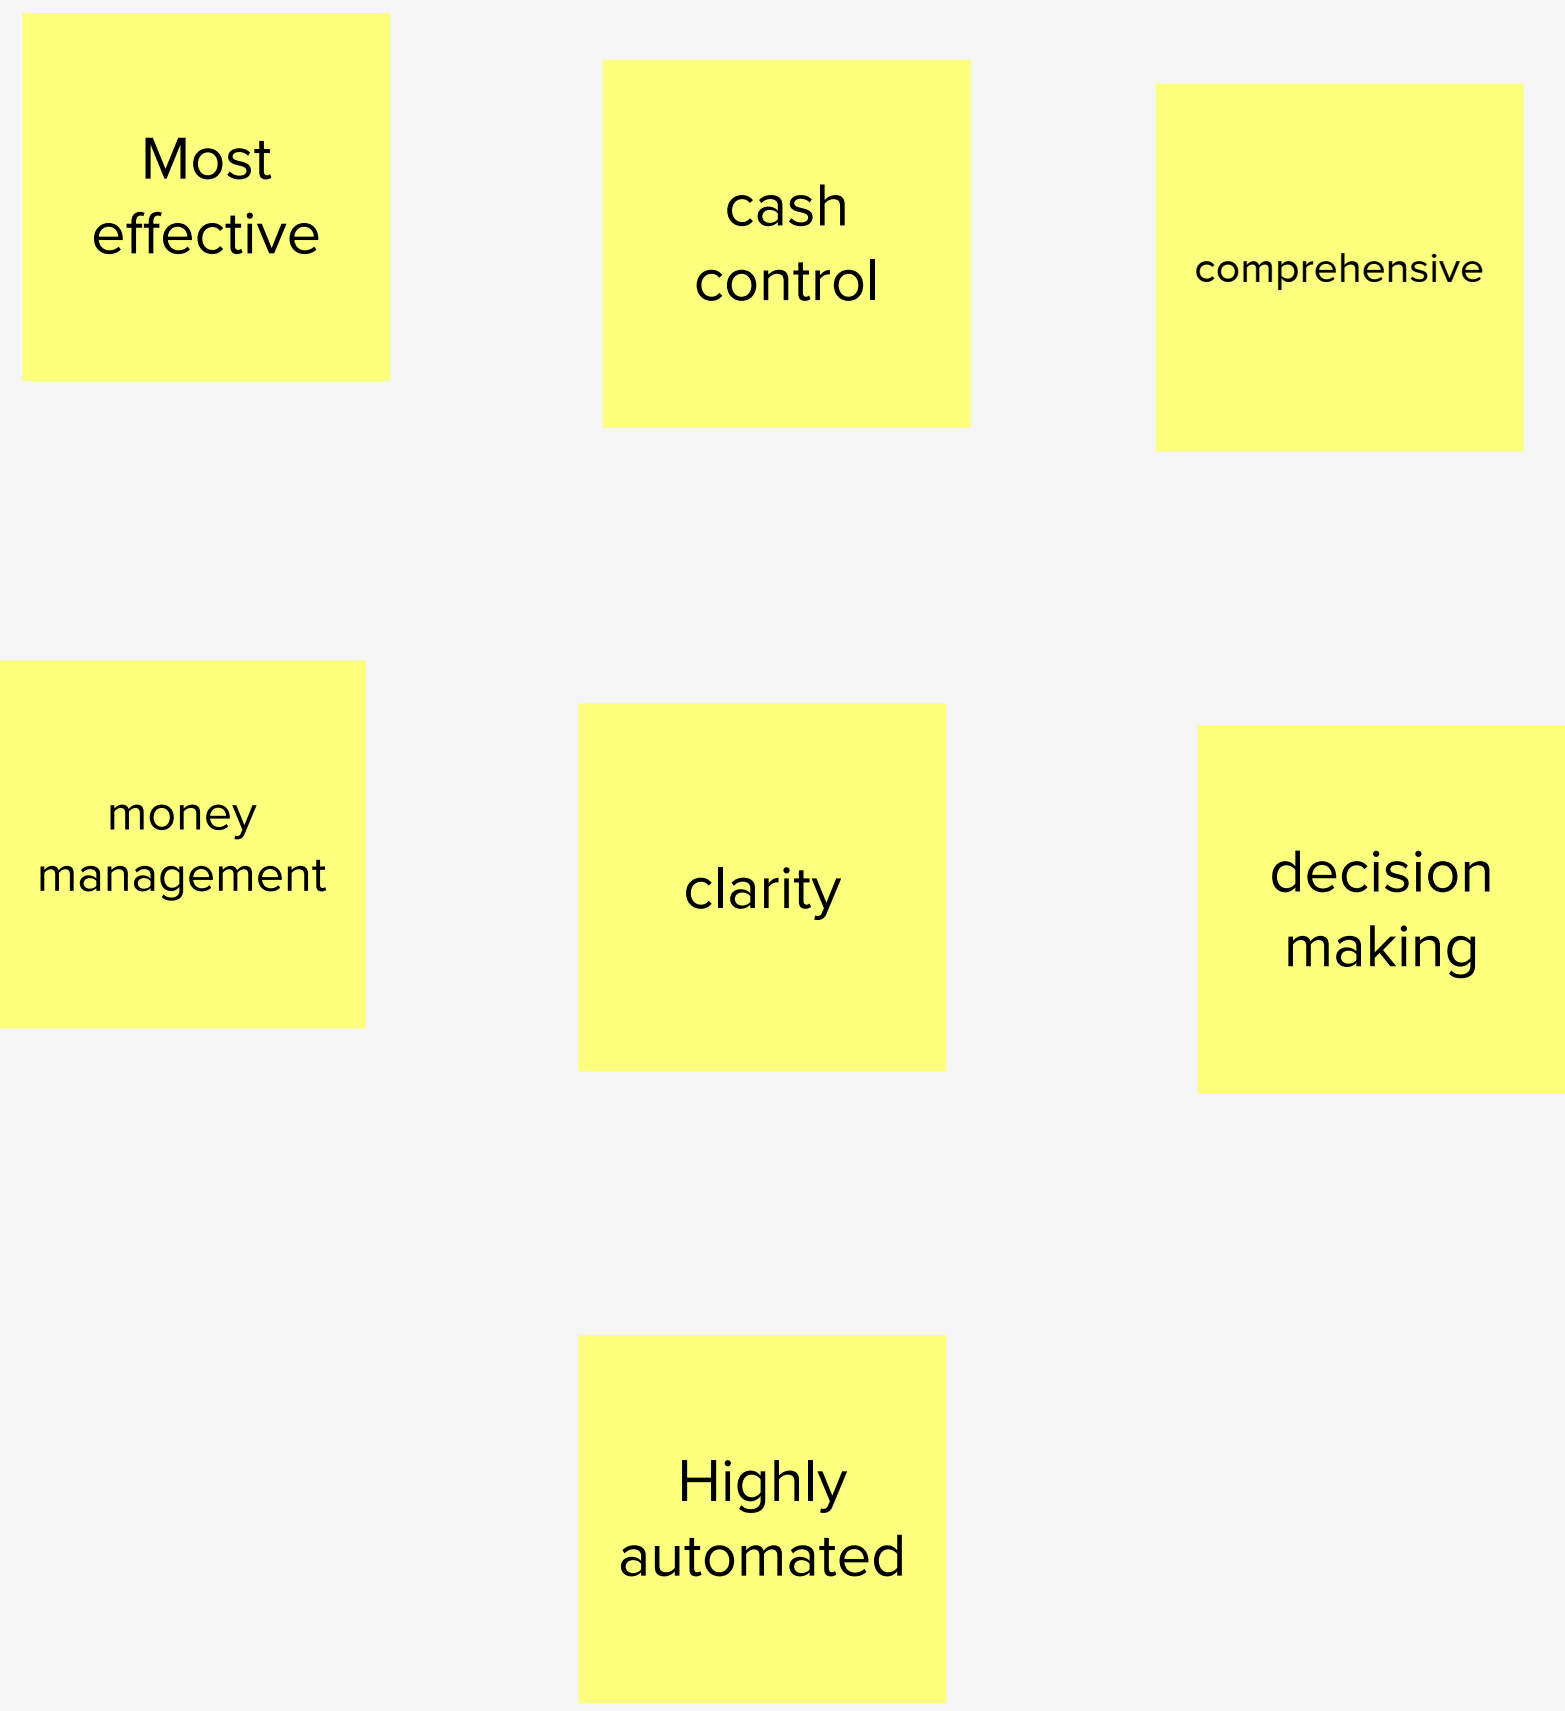 Most
effective
cash
control
comprehensive
money
management
clarity
decision
making
Highly
automated